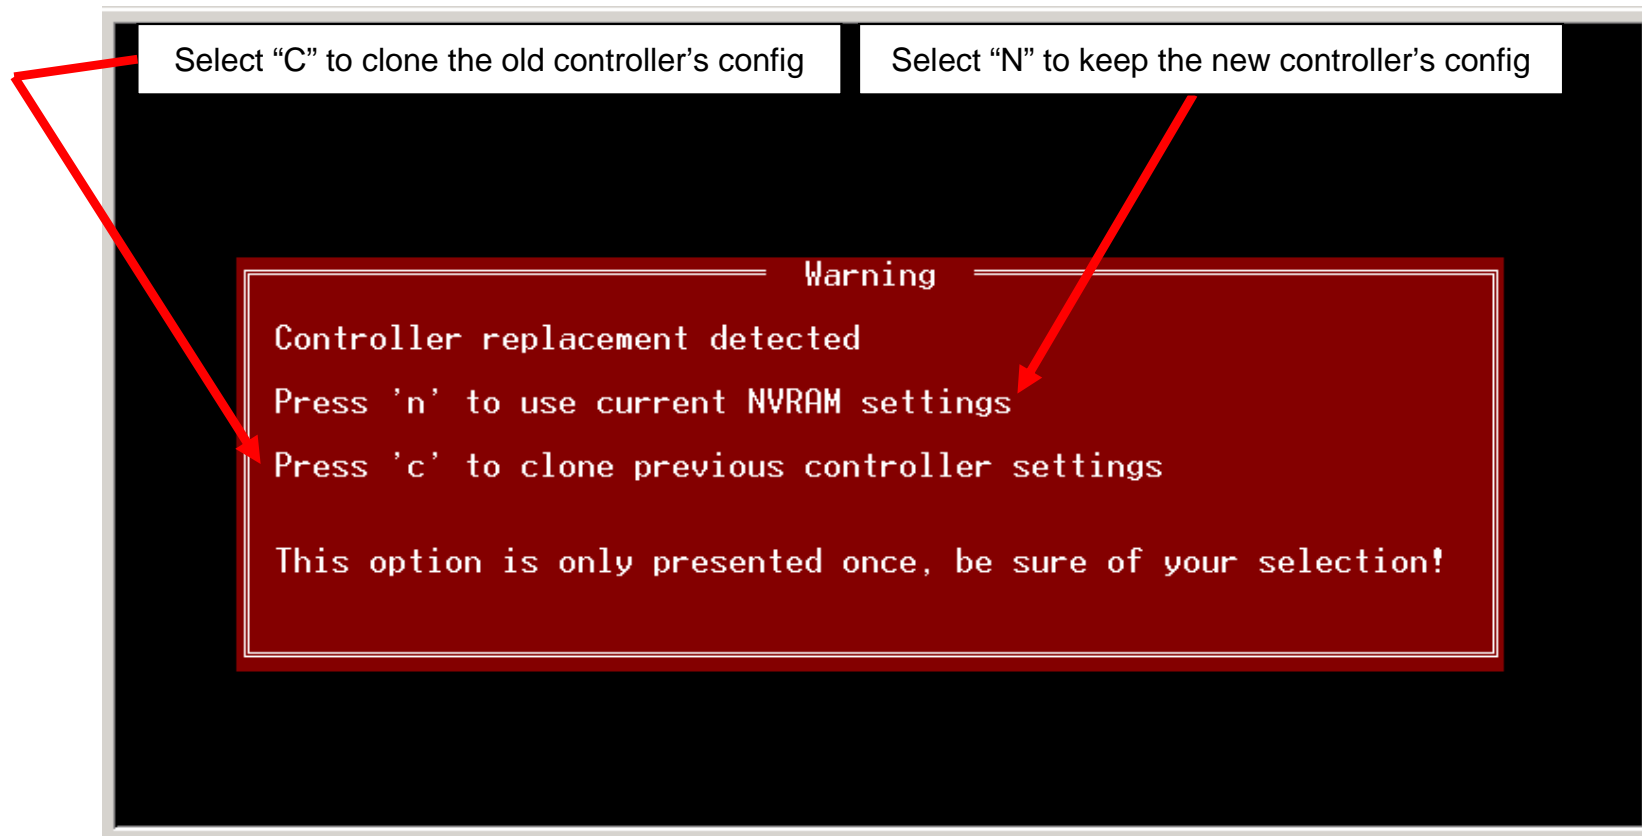 Select “C” to clone the old controller’s config
Select “N” to keep the new controller’s config
Warning
Controller replacement detected
Press 'n' to use current NVRAM settings
Press 'c' to clone previous controller settings
This option is only presented once, be sure of your selection!